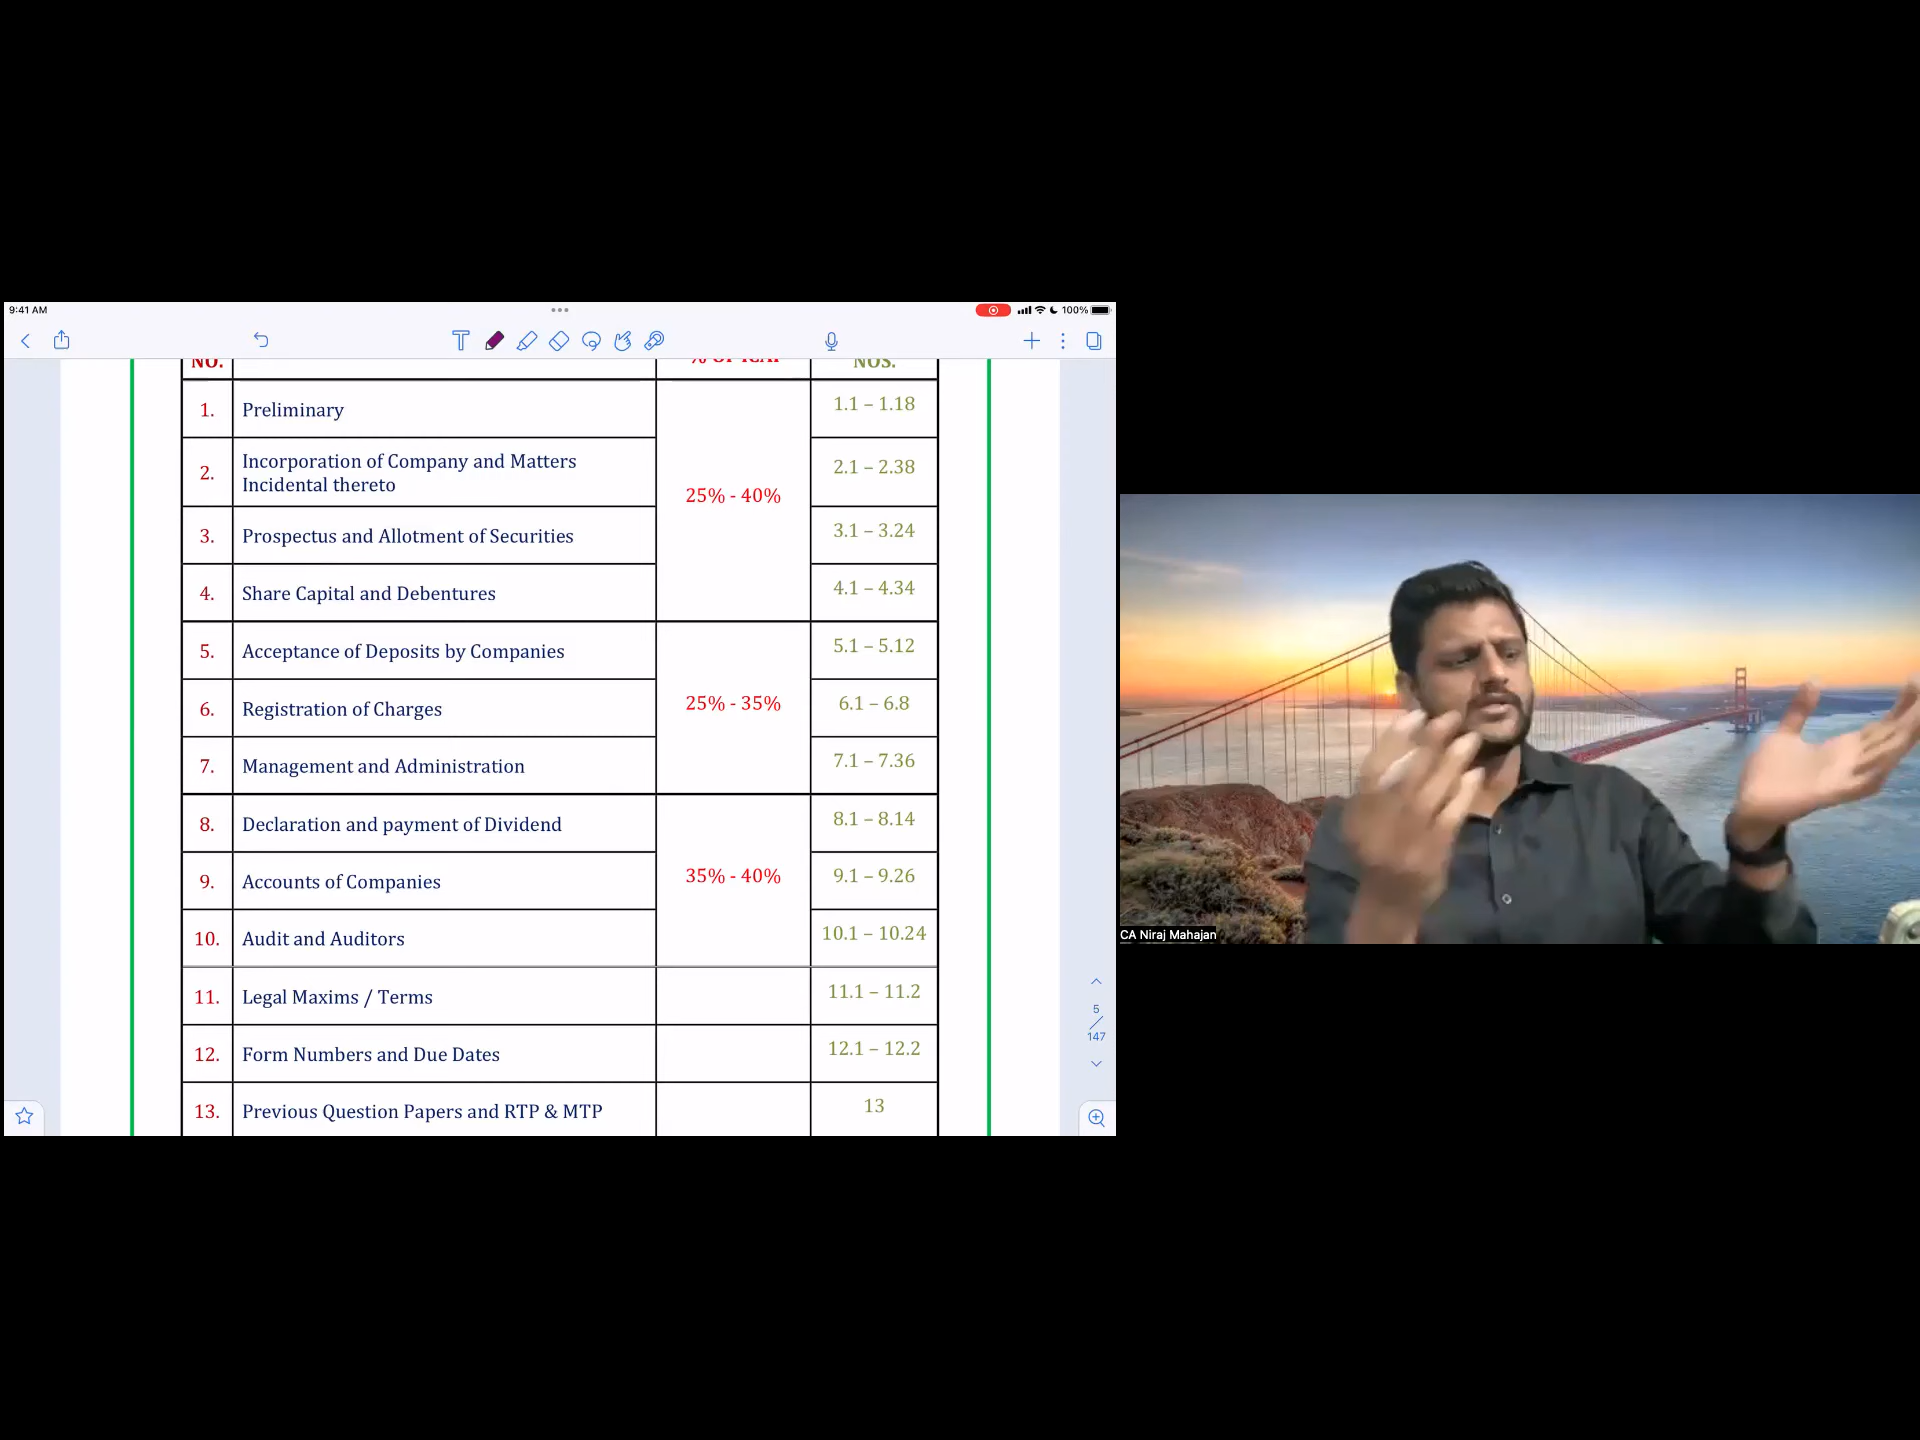 9:41 AM
100%
NO.
% OF ICAI
NOS.
1. Preliminary 1.1 – 1.18
2. Incorporation of Company and Matters
Incidental thereto 2.1 – 2.38
25% - 40%
3. Prospectus and Allotment of Securities 3.1 – 3.24
4. Share Capital and Debentures 4.1 – 4.34
5. Acceptance of Deposits by Companies 5.1 – 5.12
6. Registration of Charges 25% - 35% 6.1 – 6.8
7. Management and Administration 7.1 – 7.36
8. Declaration and payment of Dividend 8.1 – 8.14
9. Accounts of Companies 35% - 40% 9.1 – 9.26
10. Audit and Auditors 10.1 – 10.24
11. Legal Maxims / Terms 11.1 – 11.2
12. Form Numbers and Due Dates 12.1 – 12.2
13. Previous Question Papers and RTP & MTP 13
5
147
CA Niraj Mahajan